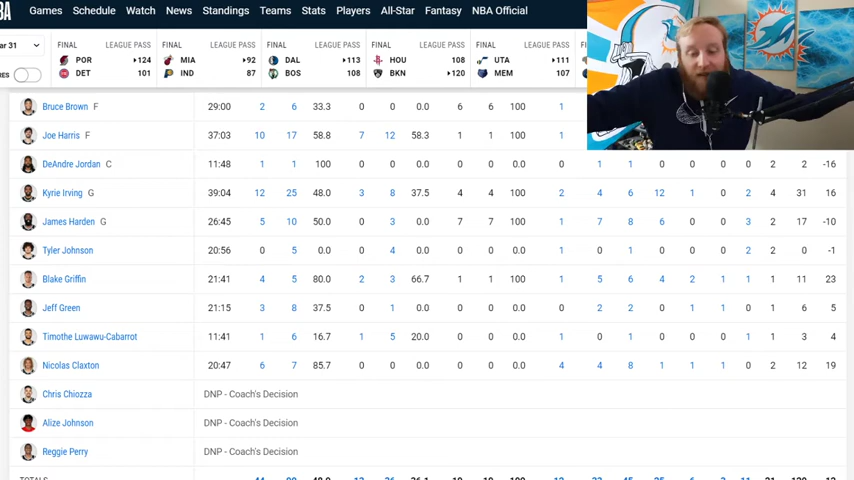 BA Games Schedule Watch News Standings Teams Stats Players All-Star Fantasy NBA Official
ar 31 FINAL LEAGUE PASS FINAL LEAGUE PASS FINAL LEAGUE PASS FINAL LEAGUE PASS FINAL LEAGUE PASS FINAL
POR 124 MIA 92 DAL 113 HOU 108 UTA 111
RES DET 101 IND 87 BOS 108 BKN 120 MEM 107
Bruce Brown F 29:00 2 6 33.3 0 0 0.0 6 6 100 1
Joe Harris F 37:03 10 17 58.8 7 12 58.3 1 1 100 1
DeAndre Jordan C 11:48 1 1 100 0 0 0.0 0 0 0.0 0 1 1 0 0 0 0 2 2 -16
Kyrie Irving G 39:04 12 25 48.0 3 8 37.5 4 4 100 2 4 6 12 1 0 2 4 31 16
James Harden G 26:45 5 10 50.0 0 3 0.0 7 7 100 1 7 8 6 0 0 3 2 17 -10
Tyler Johnson 20:56 0 5 0.0 0 4 0.0 0 0 0.0 1 0 1 0 0 0 2 2 0 -1
Blake Griffin 21:41 4 5 80.0 2 3 66.7 1 1 100 1 5 6 4 2 1 1 1 11 23
Jeff Green 21:15 3 8 37.5 0 1 0.0 0 0 0.0 0 2 2 0 1 1 0 1 6 5
Timothe Luwawu-Cabarrot 11:41 1 6 16.7 1 5 20.0 0 0 0.0 1 0 1 0 0 0 1 1 3 4
Nicolas Claxton 20:47 6 7 85.7 0 0 0.0 0 0 0.0 4 4 8 1 1 1 0 2 12 19
Chris Chiozza DNP - Coach's Decision
Alize Johnson DNP - Coach's Decision
Reggie Perry DNP - Coach's Decision